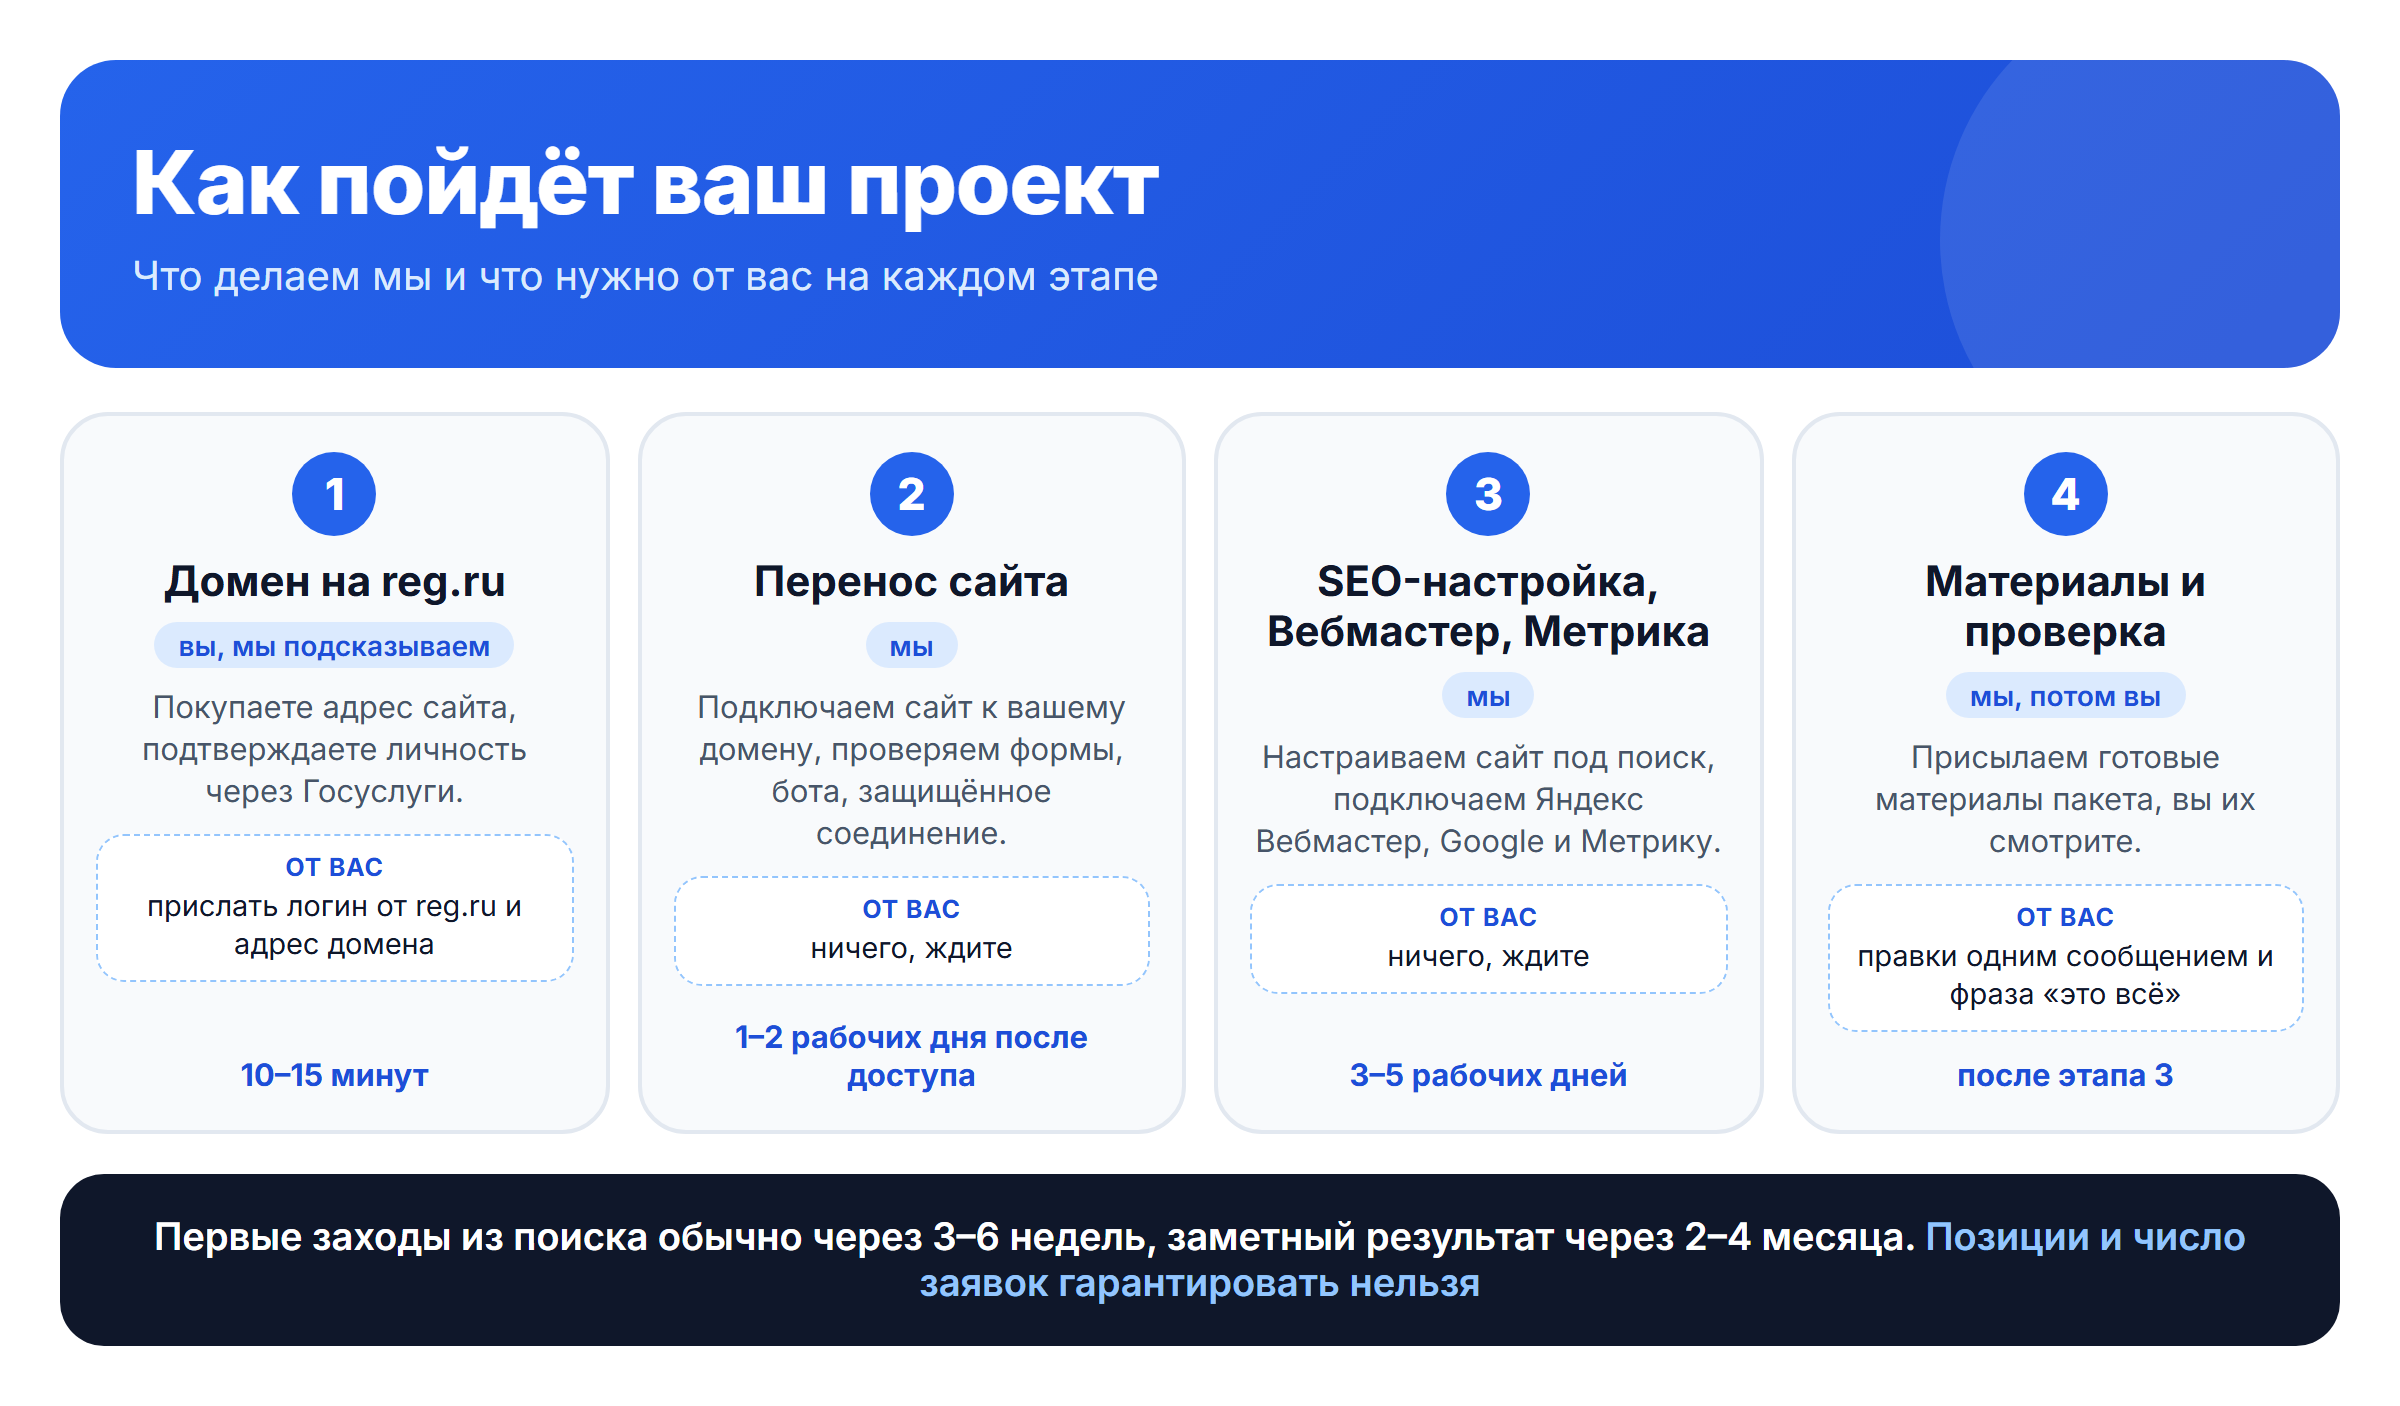 Как пойдёт ваш проект
Что делаем мы и что нужно от вас на каждом этапе
1
Домен на reg.ru
вы, мы подсказываем
Покупаете адрес сайта,
подтверждаете личность
через Госуслуги.
ОТ ВАС
прислать логин от reg.ru и
адрес домена
10–15 минут
2
Перенос сайта
мы
Подключаем сайт к вашему
домену, проверяем формы,
бота, защищённое
соединение.
ОТ ВАС
ничего, ждите
1–2 рабочих дня после
доступа
3
SEO-настройка,
Вебмастер, Метрика
мы
Настраиваем сайт под поиск,
подключаем Яндекс
Вебмастер, Google и Метрику.
ОТ ВАС
ничего, ждите
3–5 рабочих дней
4
Материалы и
проверка
мы, потом вы
Присылаем готовые
материалы пакета, вы их
смотрите.
ОТ ВАС
правки одним сообщением и
фраза «это всё»
после этапа 3
Первые заходы из поиска обычно через 3–6 недель, заметный результат через 2–4 месяца. Позиции и число
заявок гарантировать нельзя